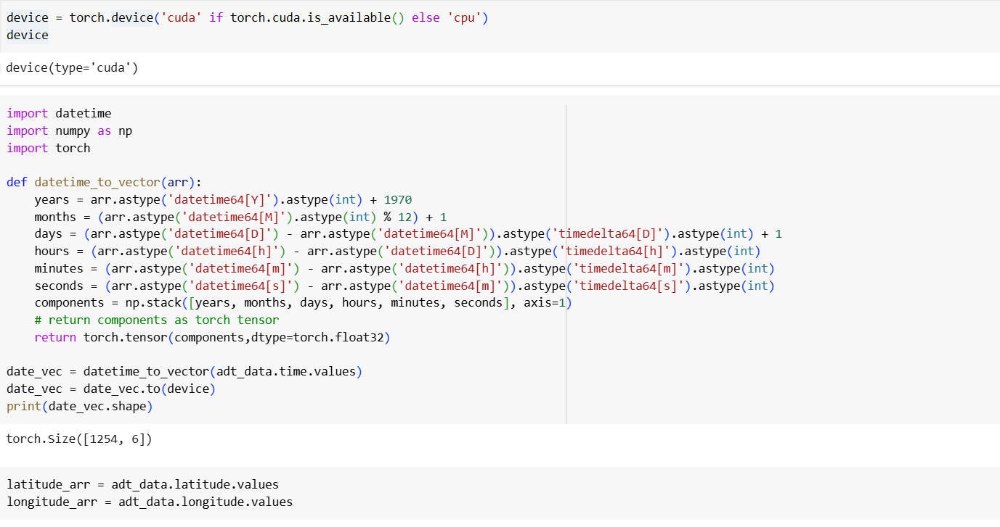 device = torch.device('cuda' if torch.cuda.is_available() else 'cpu')
device
device(type='cuda')
import datetime
import numpy as np
import torch
def datetime_to_vector(arr):
    years = arr.astype('datetime64[Y]').astype(int) + 1970
    months = (arr.astype('datetime64[M]').astype(int) % 12) + 1
    days = (arr.astype('datetime64[D]') - arr.astype('datetime64[M]')).astype('timedelta64[D]').astype(int) + 1
    hours = (arr.astype('datetime64[h]') - arr.astype('datetime64[D]')).astype('timedelta64[h]').astype(int)
    minutes = (arr.astype('datetime64[m]') - arr.astype('datetime64[h]')).astype('timedelta64[m]').astype(int)
    seconds = (arr.astype('datetime64[s]') - arr.astype('datetime64[m]')).astype('timedelta64[s]').astype(int)
    components = np.stack([years, months, days, hours, minutes, seconds], axis=1)
    # return components as torch tensor
    return torch.tensor(components,dtype=torch.float32)
date_vec = datetime_to_vector(adt_data.time.values)
date_vec = date_vec.to(device)
print(date_vec.shape)
torch.Size([1254, 6])
latitude_arr = adt_data.latitude.values
longitude_arr = adt_data.longitude.values